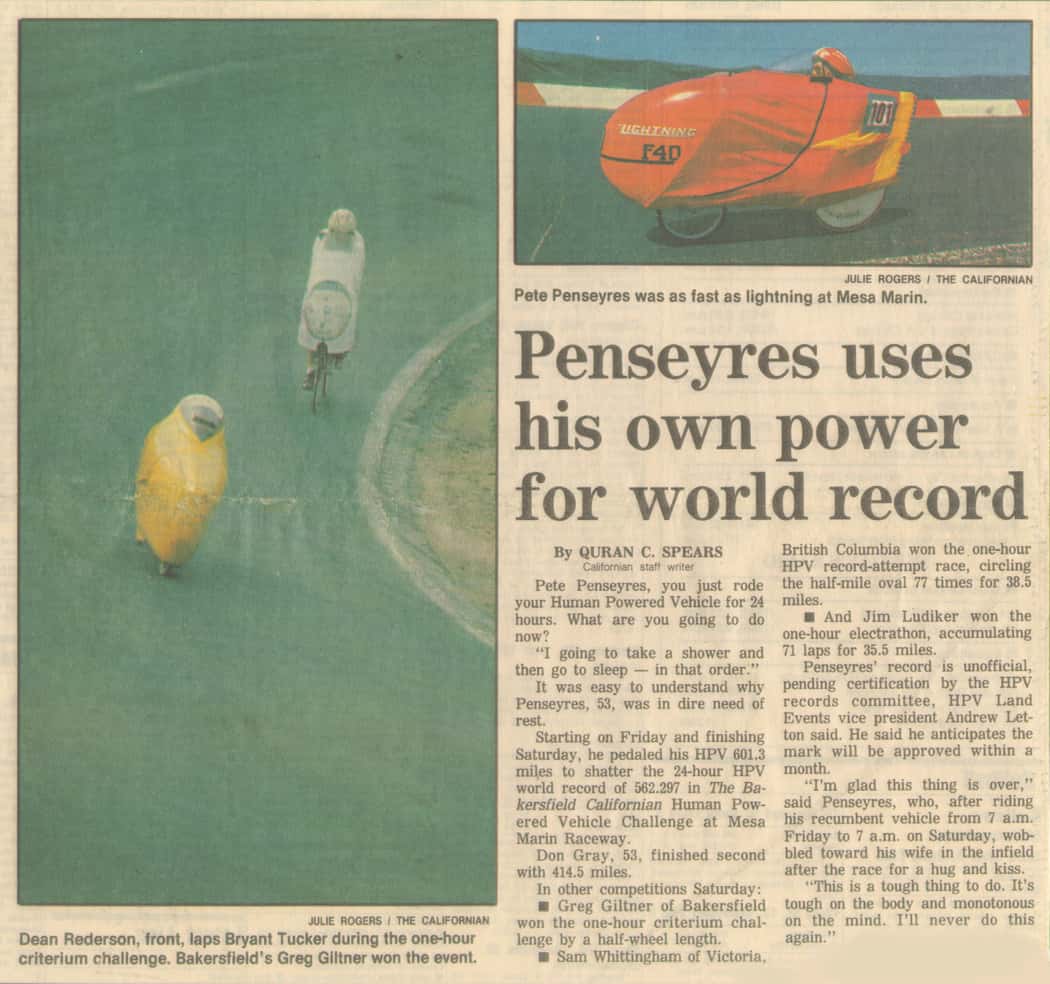 LIGHTNING
F4D
101
JULIE ROGERS / THE CALIFORNIAN
Pete Penseyres was as fast as lightning at Mesa Marin.
JULIE ROGERS / THE CALIFORNIAN
Dean Rederson, front, laps Bryant Tucker during the one-hour
criterium challenge. Bakersfield's Greg Giltner won the event.
Penseyres uses
his own power
for world record
By QURAN C. SPEARS
Californian staff writer
Pete Penseyres, you just rode
your Human Powered Vehicle for 24
hours. What are you going to do
now?
“I going to take a shower and
then go to sleep — in that order.”
It was easy to understand why
Penseyres, 53, was in dire need of
rest.
Starting on Friday and finishing
Saturday, he pedaled his HPV 601.3
miles to shatter the 24-hour HPV
world record of 562.297 in The Ba-
kersfield Californian Human Pow-
ered Vehicle Challenge at Mesa
Marin Raceway.
Don Gray, 53, finished second
with 414.5 miles.
In other competitions Saturday:
■ Greg Giltner of Bakersfield
won the one-hour criterium chal-
lenge by a half-wheel length.
■ Sam Whittingham of Victoria,
British Columbia won the one-hour
HPV record-attempt race, circling
the half-mile oval 77 times for 38.5
miles.
■ And Jim Ludiker won the
one-hour electrathon, accumulating
71 laps for 35.5 miles.
Penseyres' record is unofficial,
pending certification by the HPV
records committee, HPV Land
Events vice president Andrew Let-
ton said. He said he anticipates the
mark will be approved within a
month.
“I'm glad this thing is over,”
said Penseyres, who, after riding
his recumbent vehicle from 7 a.m.
Friday to 7 a.m. on Saturday, wob-
bled toward his wife in the infield
after the race for a hug and kiss.
“This is a tough thing to do. It's
tough on the body and monotonous
on the mind. I'll never do this
again.”